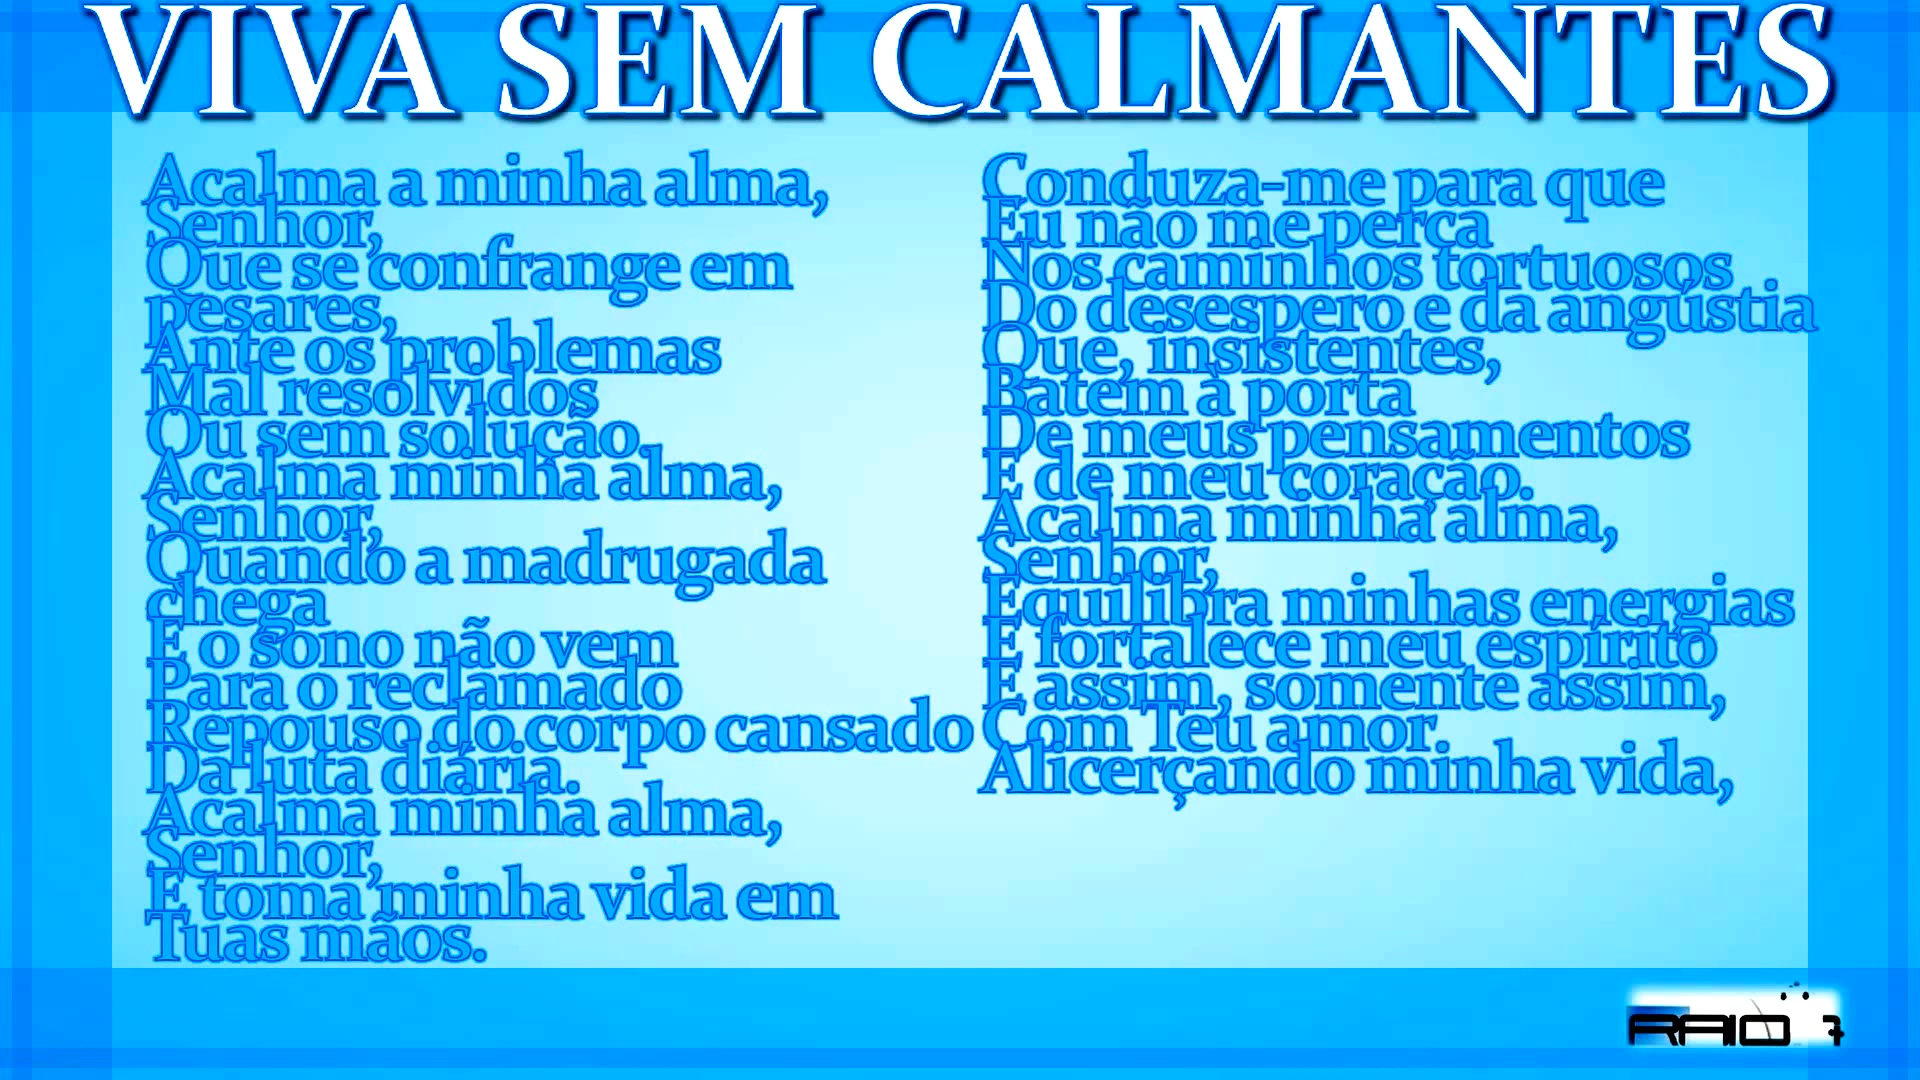 VIVA SEM CALMANTES
Acalma a minha alma,
Senhor,
Que se confrange em
pesares,
Ante os problemas
Mal resolvidos
Ou sem solução.
Acalma minha alma,
Senhor,
Quando a madrugada
chega
E o sono não vem
Para o reclamado
Repouso do corpo cansado
Da luta diária.
Acalma minha alma,
Senhor,
E toma minha vida em
Tuas mãos.
Conduza-me para que
Eu não me perca
Nos caminhos tortuosos
Do desespero e da angústia
Que, insistentes,
Batem à porta
De meus pensamentos
E de meu coração.
Acalma minha alma,
Senhor,
Equilibra minhas energias
E fortalece meu espírito
E assim, somente assim,
Com Teu amor
Alicerçando minha vida,
RAIO 7